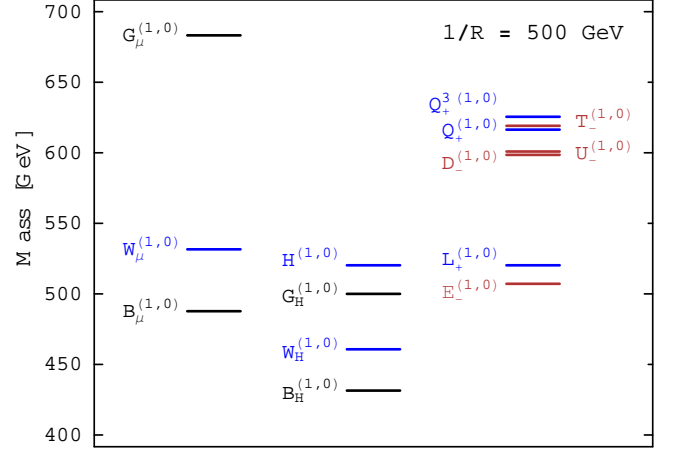 G_μ^(1,0)
1/R = 500 GeV
700
650
600
550
500
450
400
Mass [GeV]
W_μ^(1,0)
B_μ^(1,0)
H^(1,0)
G_H^(1,0)
W_H^(1,0)
B_H^(1,0)
Q_+^3 (1,0)
Q_+^(1,0)
D_-^(1,0)
T_-^(1,0)
U_-^(1,0)
L_+^(1,0)
E_-^(1,0)